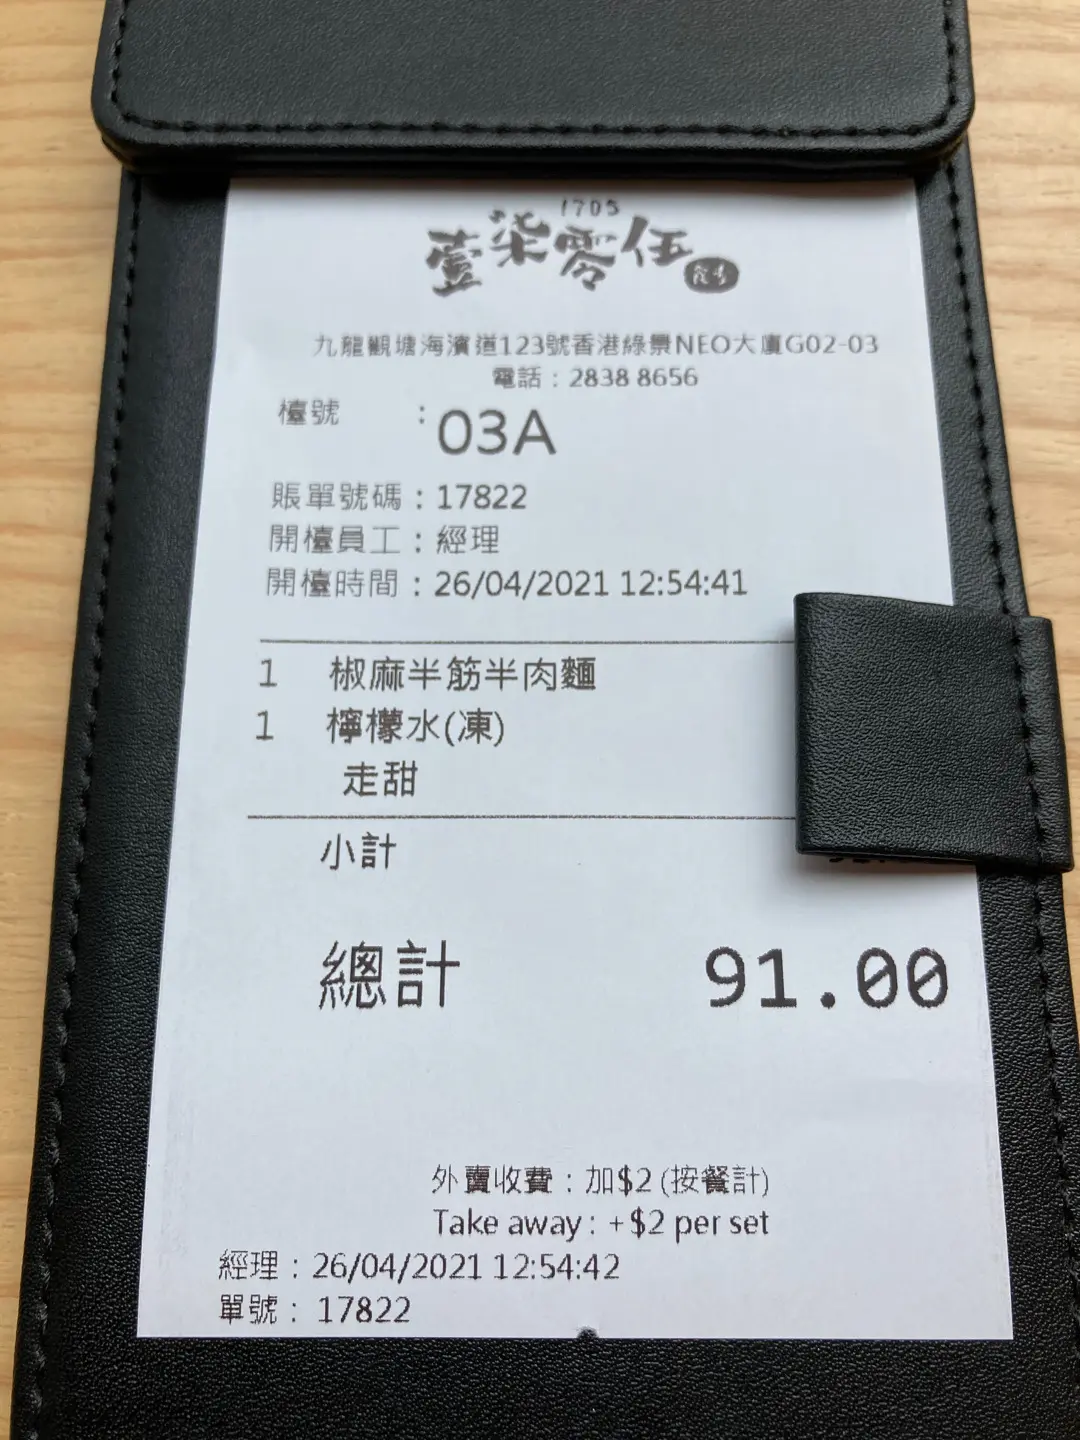 1705
壹柒零伍
九龍觀塘海濱道123號香港綠景NEO大廈G02-03
電話：2838 8656
檯號 ：03A
賬單號碼：17822
開檯員工：經理
開檯時間：26/04/2021 12:54:41
1 椒麻半筋半肉麵
1 檸檬水(凍)
走甜
小計
總計 91.00
外賣收費：加$2 (按餐計)
Take away : + $2 per set
經理：26/04/2021 12:54:42
單號： 17822